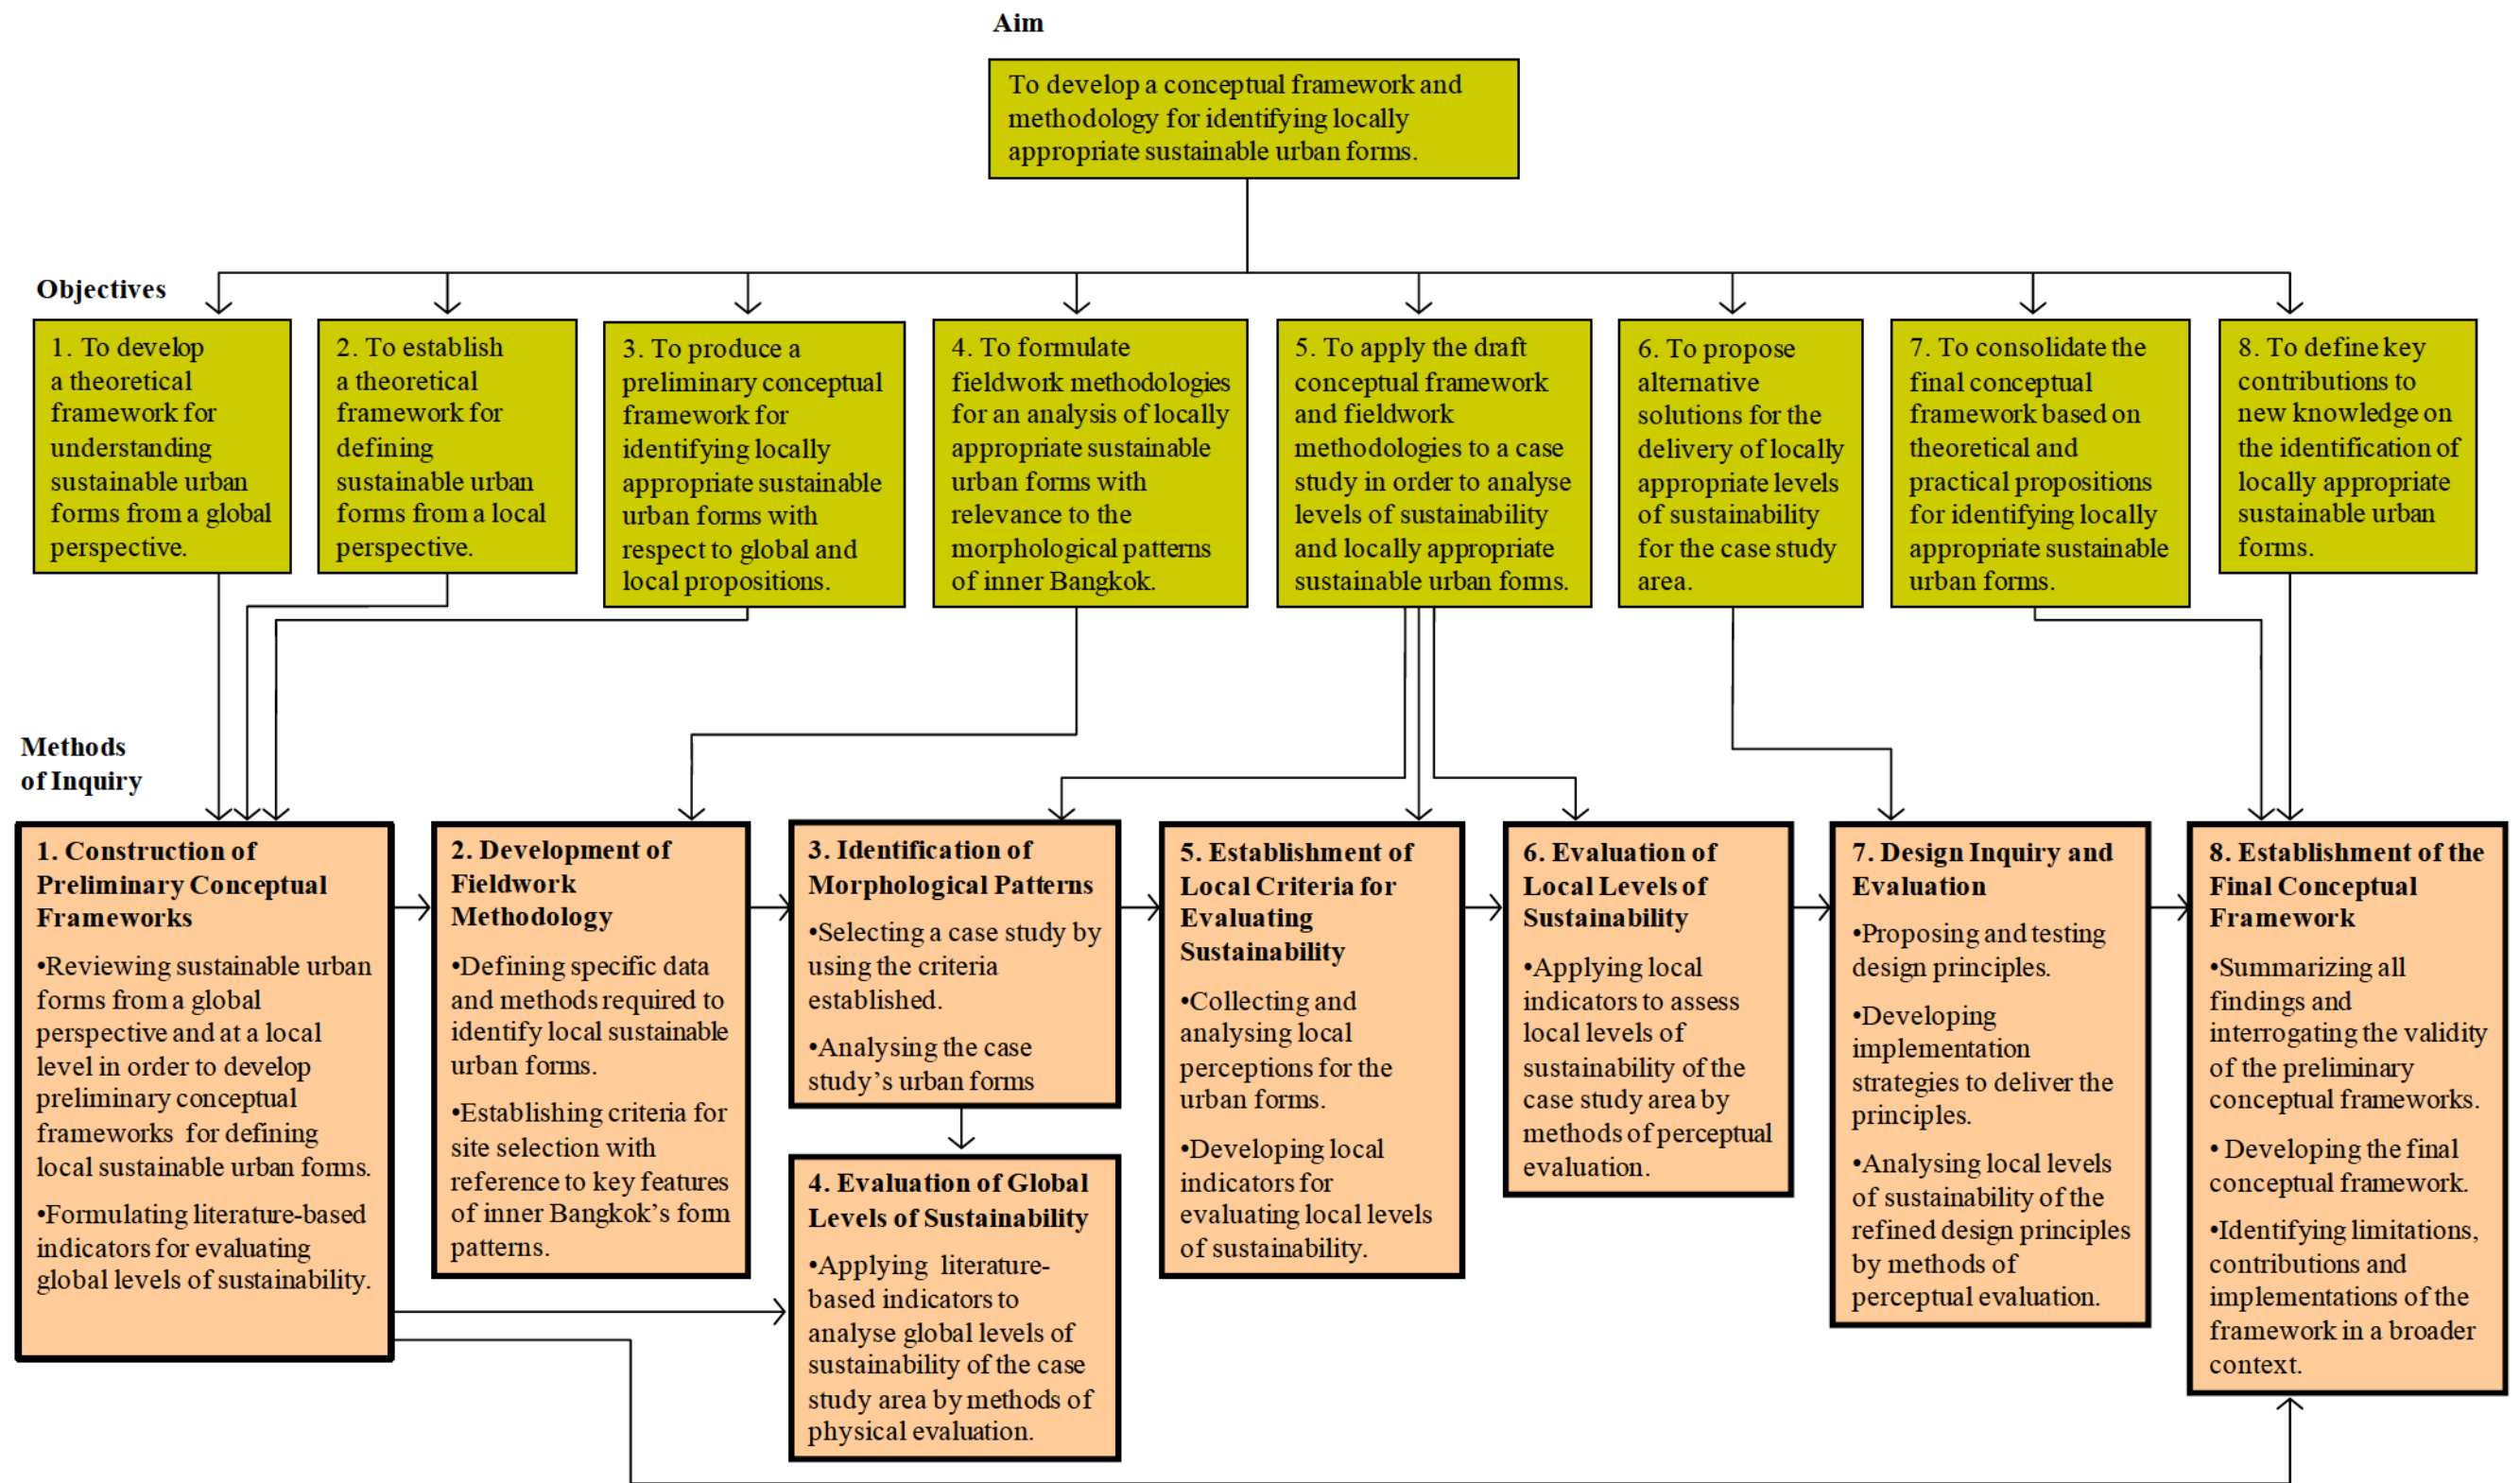 Aim
To develop a conceptual framework and
methodology for identifying locally
appropriate sustainable urban forms.
Objectives
1. To develop
a theoretical
framework for
understanding
sustainable urban
forms from a global
perspective.
2. To establish
a theoretical
framework for
defining
sustainable urban
forms from a local
perspective.
3. To produce a
preliminary conceptual
framework for
identifying locally
appropriate sustainable
urban forms with
respect to global and
local propositions.
4. To formulate
fieldwork methodologies
for an analysis of locally
appropriate sustainable
urban forms with
relevance to the
morphological patterns
of inner Bangkok.
5. To apply the draft
conceptual framework
and fieldwork
methodologies to a case
study in order to analyse
levels of sustainability
and locally appropriate
sustainable urban forms.
6. To propose
alternative
solutions for the
delivery of locally
appropriate levels
of sustainability
for the case study
area.
7. To consolidate the
final conceptual
framework based on
theoretical and
practical propositions
for identifying locally
appropriate sustainable
urban forms.
8. To define key
contributions to
new knowledge on
the identification of
locally appropriate
sustainable urban
forms.
Methods
of Inquiry
1. Construction of
Preliminary Conceptual
Frameworks
•Reviewing sustainable urban
forms from a global
perspective and at a local
level in order to develop
preliminary conceptual
frameworks for defining
local sustainable urban forms.
•Formulating literature-based
indicators for evaluating
global levels of sustainability.
2. Development of
Fieldwork
Methodology
•Defining specific data
and methods required to
identify local sustainable
urban forms.
•Establishing criteria for
site selection with
reference to key features
of inner Bangkok's form
patterns.
3. Identification of
Morphological Patterns
•Selecting a case study by
using the criteria
established.
•Analysing the case
study's urban forms
4. Evaluation of Global
Levels of Sustainability
•Applying literature-
based indicators to
analyse global levels of
sustainability of the case
study area by methods of
physical evaluation.
5. Establishment of
Local Criteria for
Evaluating
Sustainability
•Collecting and
analysing local
perceptions for the
urban forms.
•Developing local
indicators for
evaluating local levels
of sustainability.
6. Evaluation of
Local Levels of
Sustainability
•Applying local
indicators to assess
local levels of
sustainability of the
case study area by
methods of perceptual
evaluation.
7. Design Inquiry and
Evaluation
•Proposing and testing
design principles.
•Developing
implementation
strategies to deliver the
principles.
•Analysing local levels
of sustainability of the
refined design principles
by methods of
perceptual evaluation.
8. Establishment of the
Final Conceptual
Framework
•Summarizing all
findings and
interrogating the validity
of the preliminary
conceptual frameworks.
• Developing the final
conceptual framework.
•Identifying limitations,
contributions and
implementations of the
framework in a broader
context.